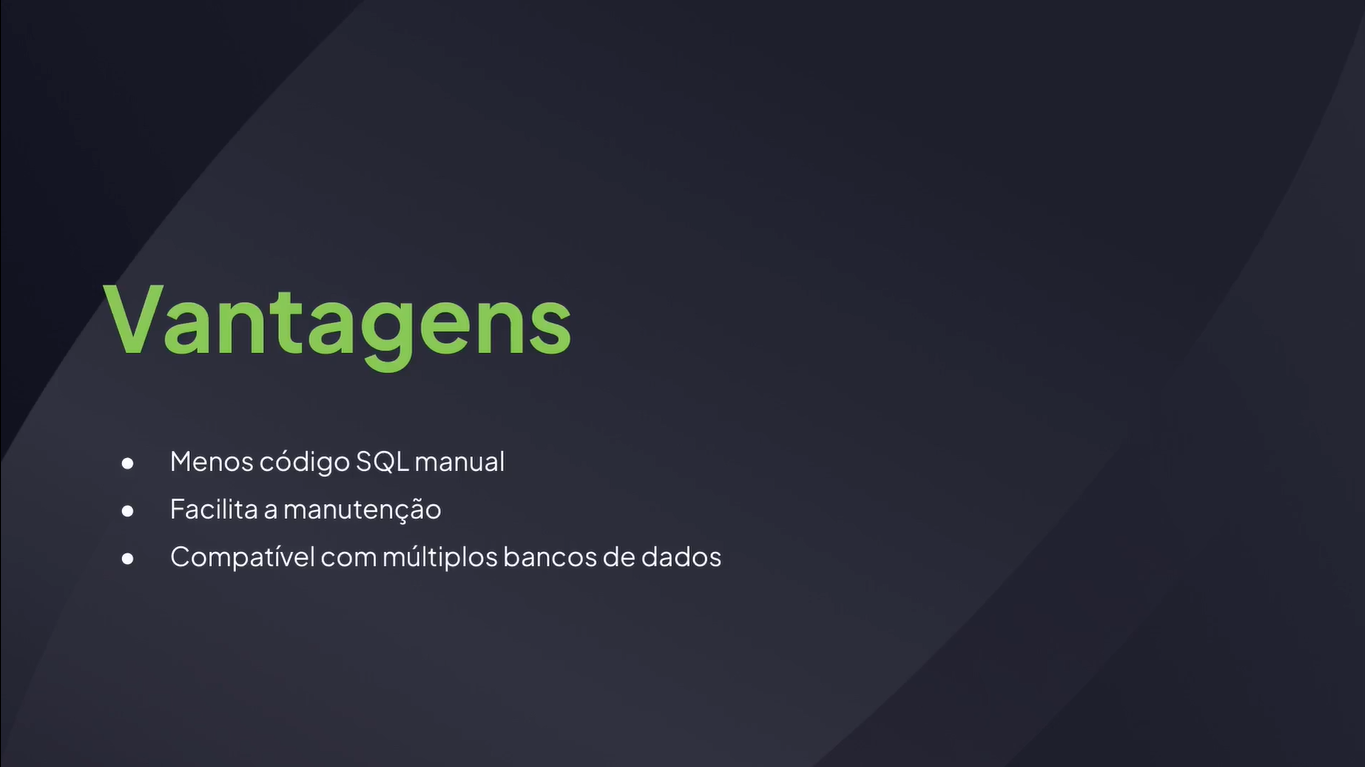 Vantagens
● Menos código SQL manual
● Facilita a manutenção
● Compatível com múltiplos bancos de dados